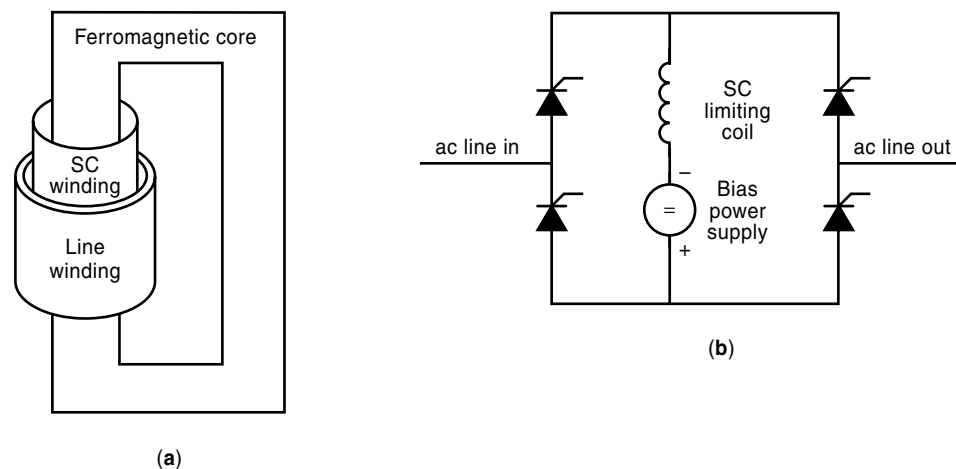 Ferromagnetic core
SC
winding
Line
winding
(a)
ac line in
SC
limiting
coil
–
=
+
Bias
power
supply
ac line out
(b)